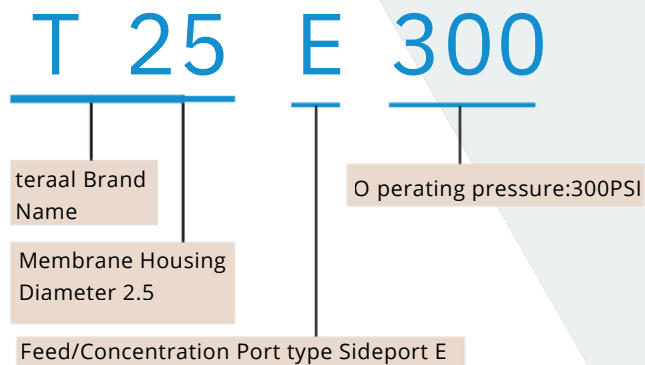 T 25 E 300
teraal Brand
Name
O perating pressure:300PSI
Membrane Housing
Diameter 2.5
Feed/Concentration Port type Sideport E